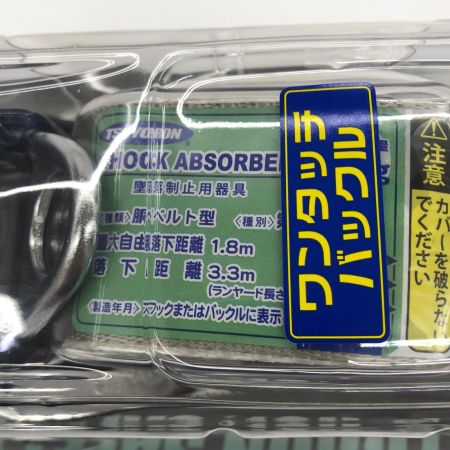 TSUYORON
SHOCK ABSORBE
墜落制止用器具
〈種類〉胴ベルト型 〈種別〉第
最大自由落下距離 1.8m
落下距離 3.3m
(ランヤード長さ
〈製造年月〉フックまたはバックルに表示
ワンタッチ
バックル
注意
カバーを破らない
でください